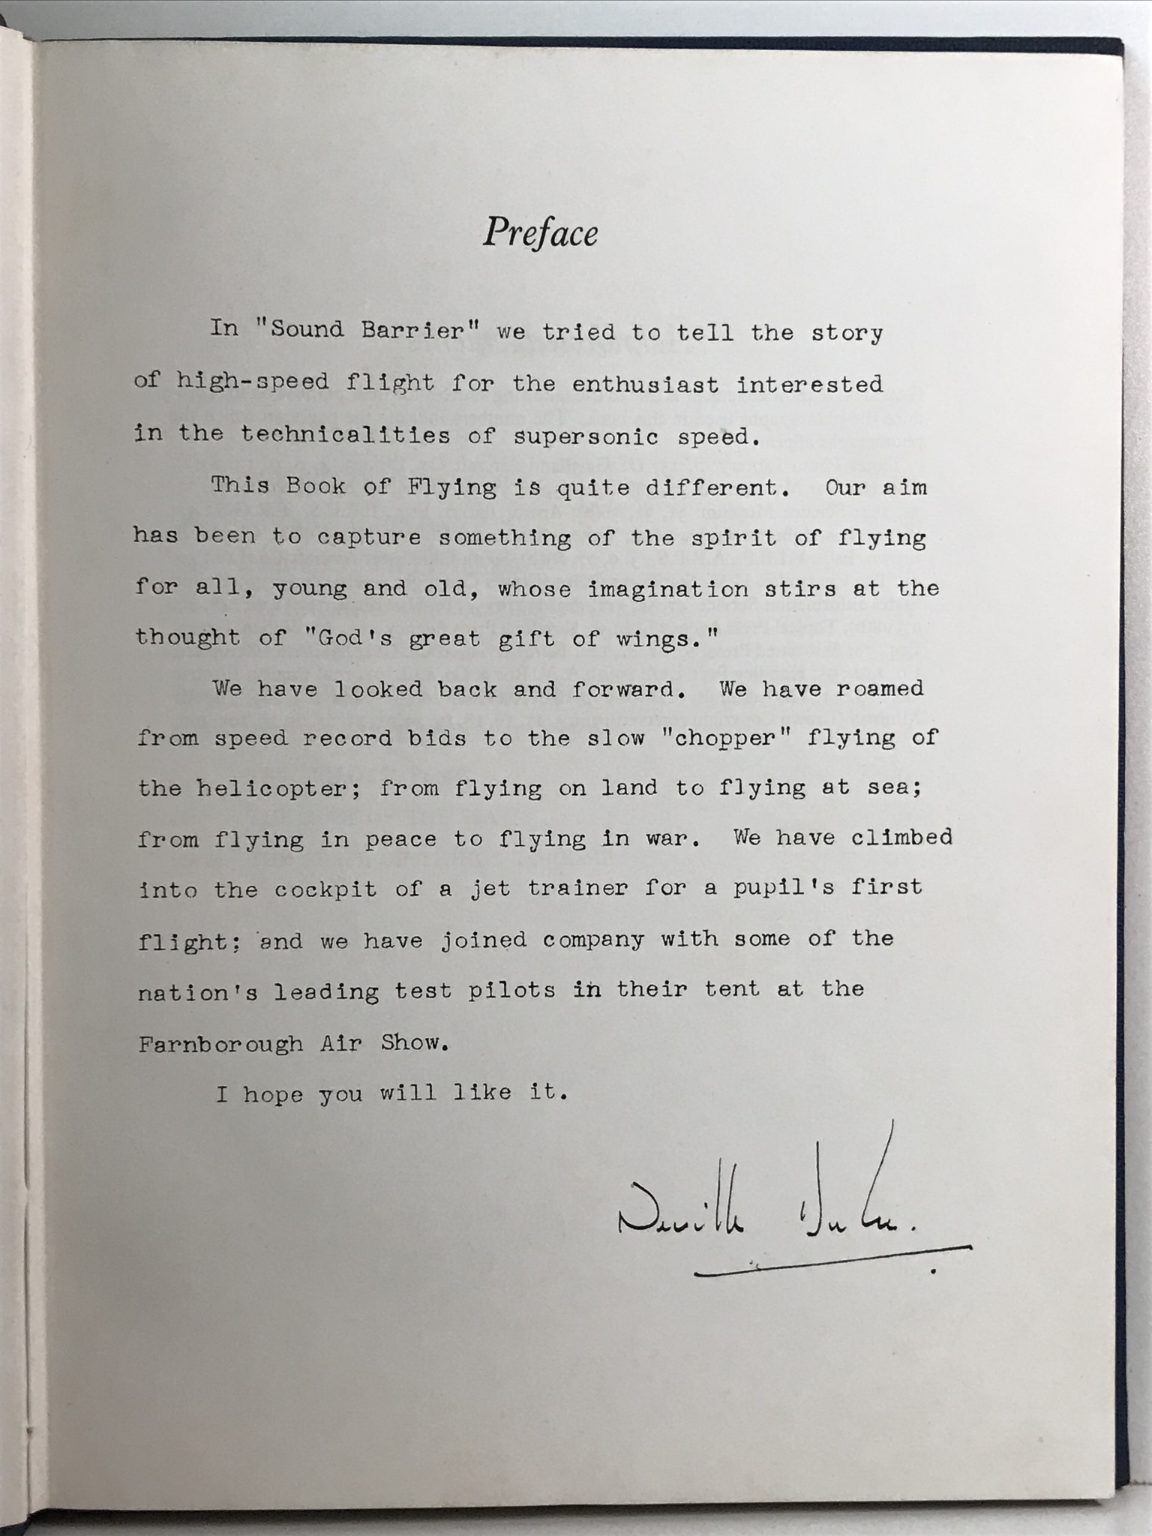 Preface
In "Sound Barrier" we tried to tell the story
of high-speed flight for the enthusiast interested
in the technicalities of supersonic speed.
This Book of Flying is quite different. Our aim
has been to capture something of the spirit of flying
for all, young and old, whose imagination stirs at the
thought of "God's great gift of wings."
We have looked back and forward. We have roamed
from speed record bids to the slow "chopper" flying of
the helicopter; from flying on land to flying at sea;
from flying in peace to flying in war. We have climbed
into the cockpit of a jet trainer for a pupil's first
flight; and we have joined company with some of the
nation's leading test pilots in their tent at the
Farnborough Air Show.
I hope you will like it.
Neville Duke.